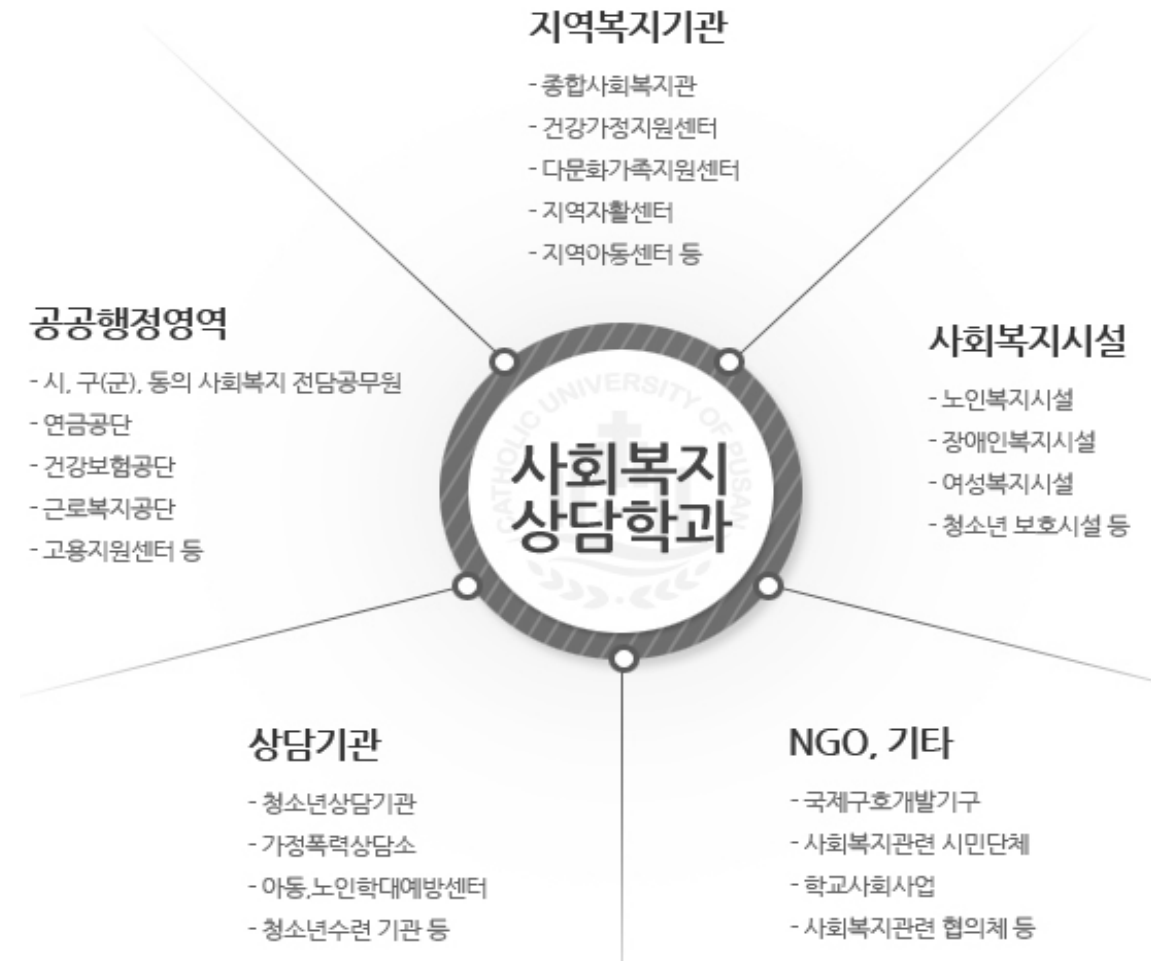 지역복지기관
- 종합사회복지관
- 건강가정지원센터
- 다문화가족지원센터
- 지역자활센터
- 지역아동센터 등
공공행정영역
- 시, 구(군), 동의 사회복지 전담공무원
- 연금공단
- 건강보험공단
- 근로복지공단
- 고용지원센터 등
사회복지시설
- 노인복지시설
- 장애인복지시설
- 여성복지시설
- 청소년 보호시설 등
CATHOLIC UNIVERSITY OF PUSAN
사회복지
상담학과
상담기관
- 청소년상담기관
- 가정폭력상담소
- 아동,노인학대예방센터
- 청소년수련 기관 등
NGO, 기타
- 국제구호개발기구
- 사회복지관련 시민단체
- 학교사회사업
- 사회복지관련 협의체 등